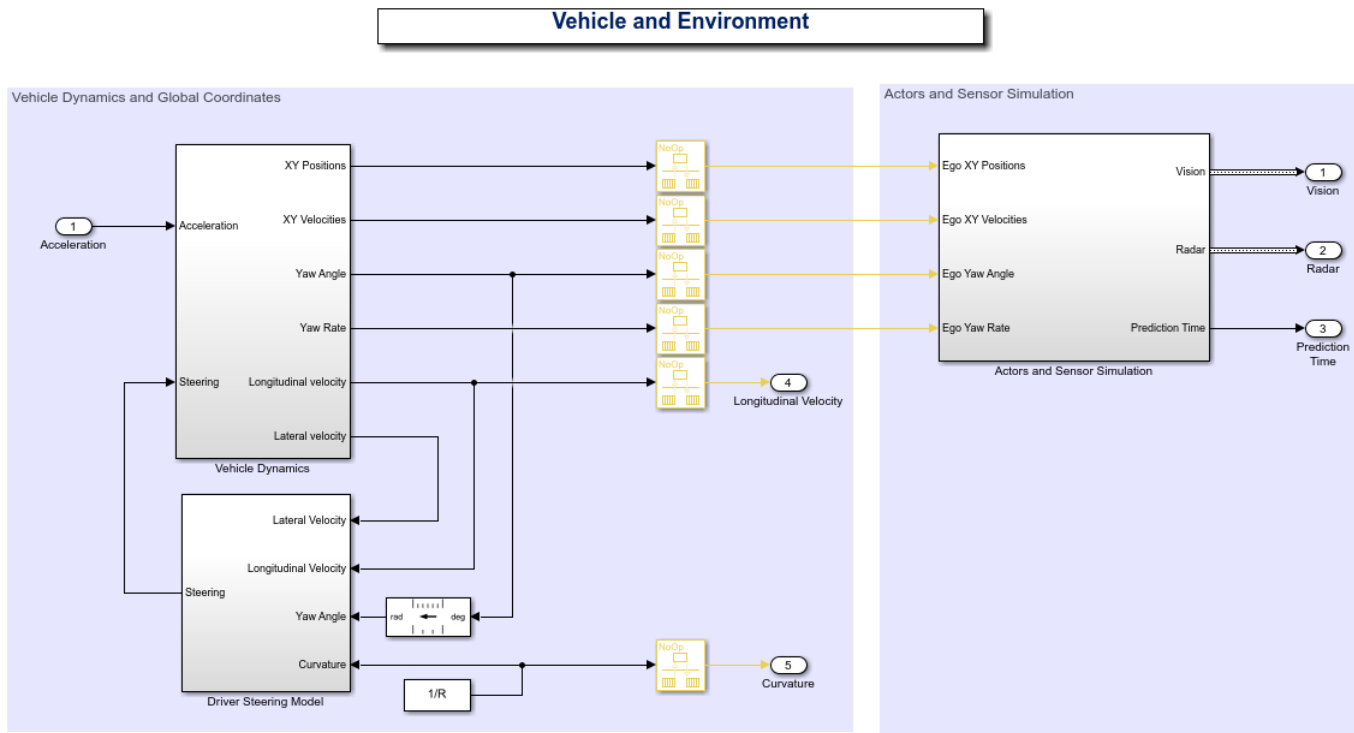 Vehicle and Environment
Vehicle Dynamics and Global Coordinates
Actors and Sensor Simulation
XY Positions
NoOp
Ego XY Positions
Vision
1
Vision
1
Acceleration
Acceleration
XY Velocities
NoOp
Ego XY Velocities
Radar
2
Radar
Yaw Angle
NoOp
Ego Yaw Angle
Yaw Rate
NoOp
Ego Yaw Rate
Prediction Time
3
Prediction
Time
Actors and Sensor Simulation
Steering
Longitudinal velocity
NoOp
4
Longitudinal Velocity
Lateral velocity
Vehicle Dynamics
Lateral Velocity
Longitudinal Velocity
Steering
Yaw Angle
rad
deg
Curvature
NoOp
5
Curvature
1/R
Driver Steering Model